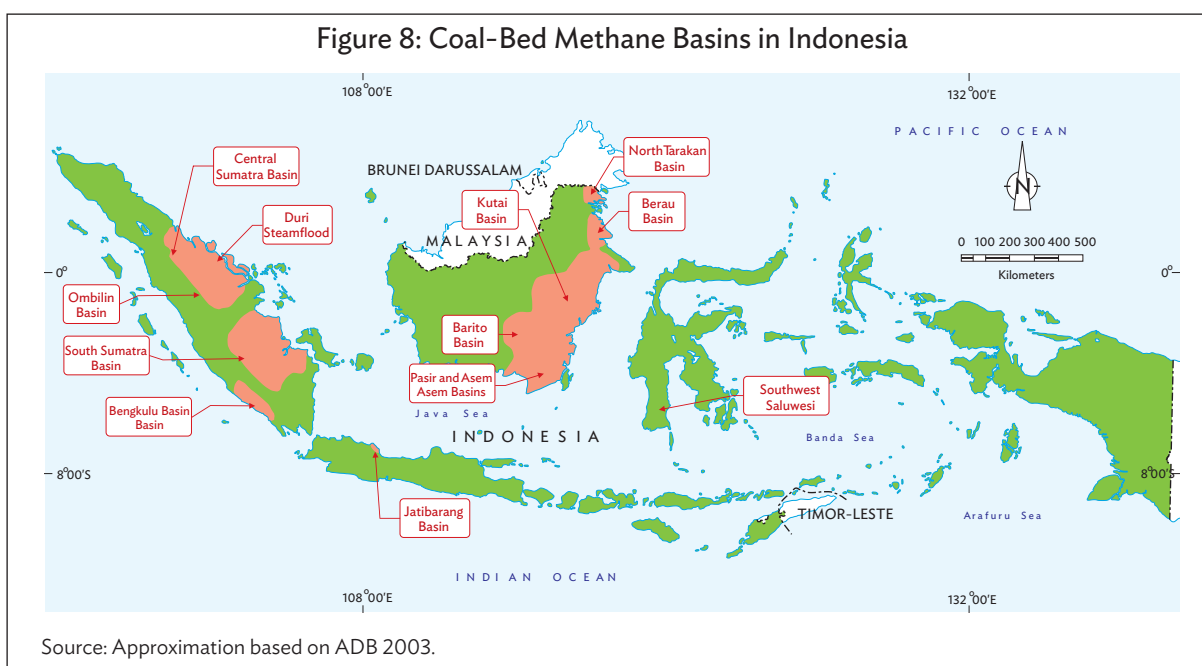 Figure 8: Coal-Bed Methane Basins in Indonesia
108°00'E
132°00'E
PACIFIC OCEAN
North Tarakan
Basin
BRUNEI DARUSSALAM
Central
Sumatra Basin
Kutai
Basin
Berau
Basin
N
Duri
Steamflood
MALAYSIA
0 100 200 300 400 500
Kilometers
0°
0°
Ombilin
Basin
Barito
Basin
South Sumatra
Basin
Pasir and Asem
Asem Basins
Southwest
Saluwesi
Bengkulu Basin
Basin
Java Sea
INDONESIA
Banda Sea
8°00'S
8°00'S
Jatibarang
Basin
TIMOR-LESTE
Arafuru Sea
INDIAN OCEAN
108°00'E
132°00'E
Source: Approximation based on ADB 2003.